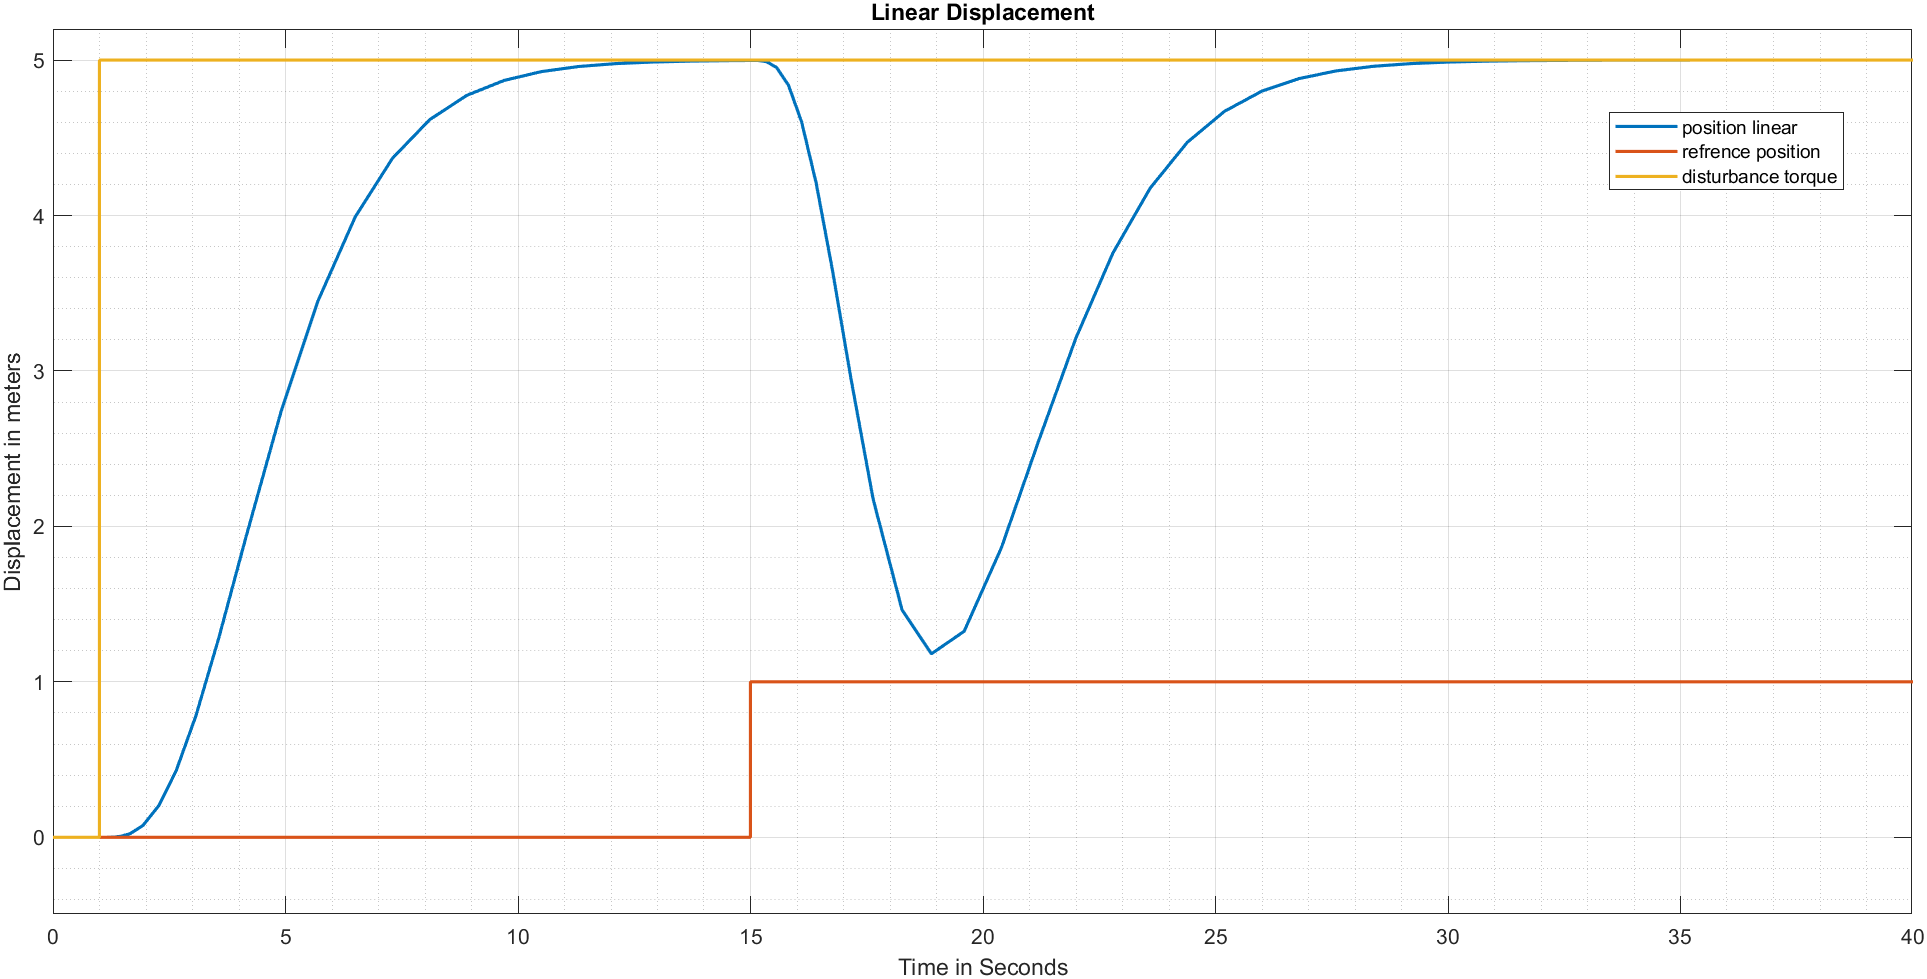 Linear Displacement
5
4
3
2
1
0
Displacement in meters
position linear
refrence position
disturbance torque
0 5 10 15 20 25 30 35 40
Time in Seconds